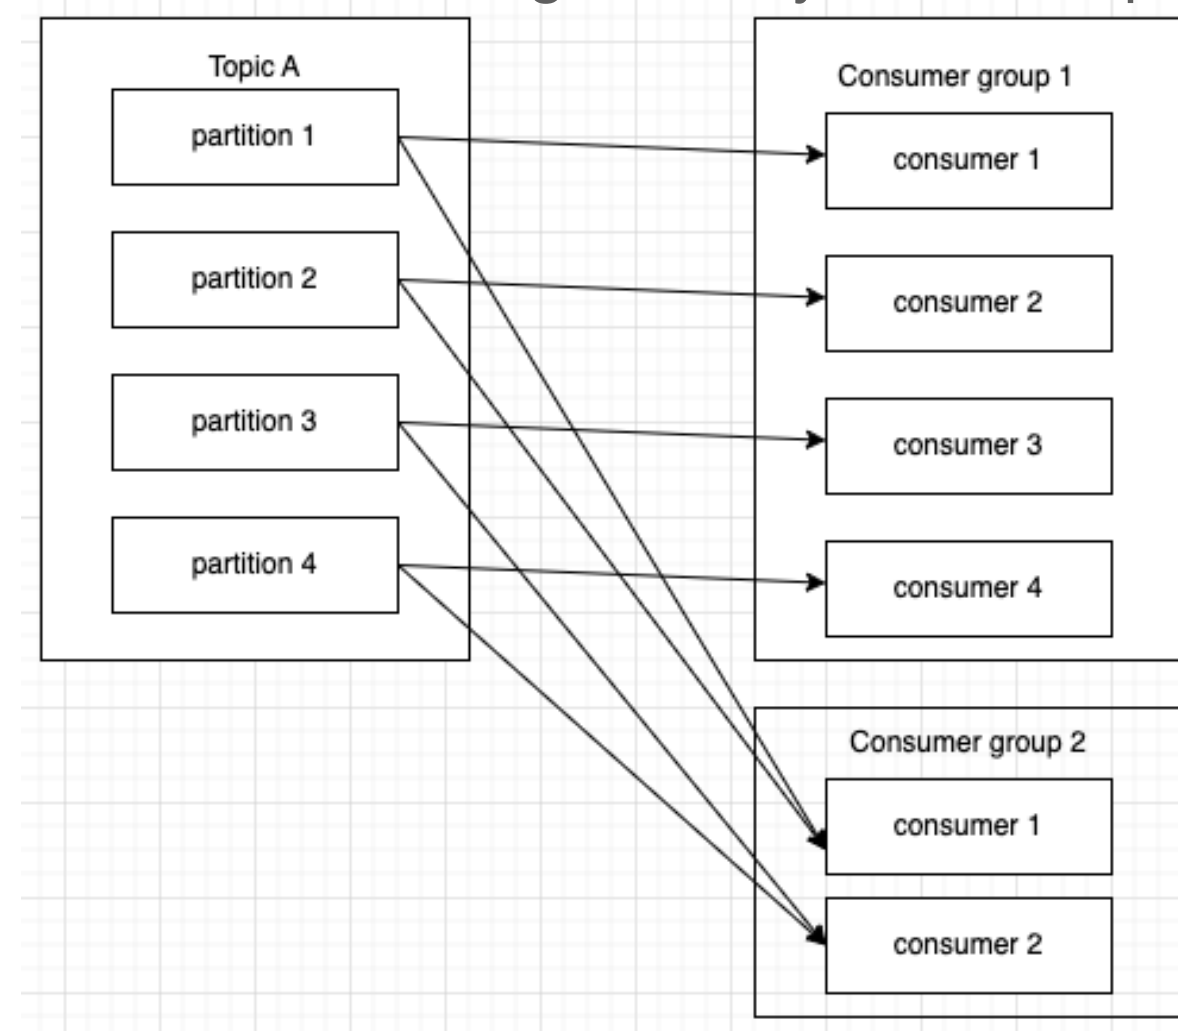 Topic A
partition 1
partition 2
partition 3
partition 4
Consumer group 1
consumer 1
consumer 2
consumer 3
consumer 4
Consumer group 2
consumer 1
consumer 2